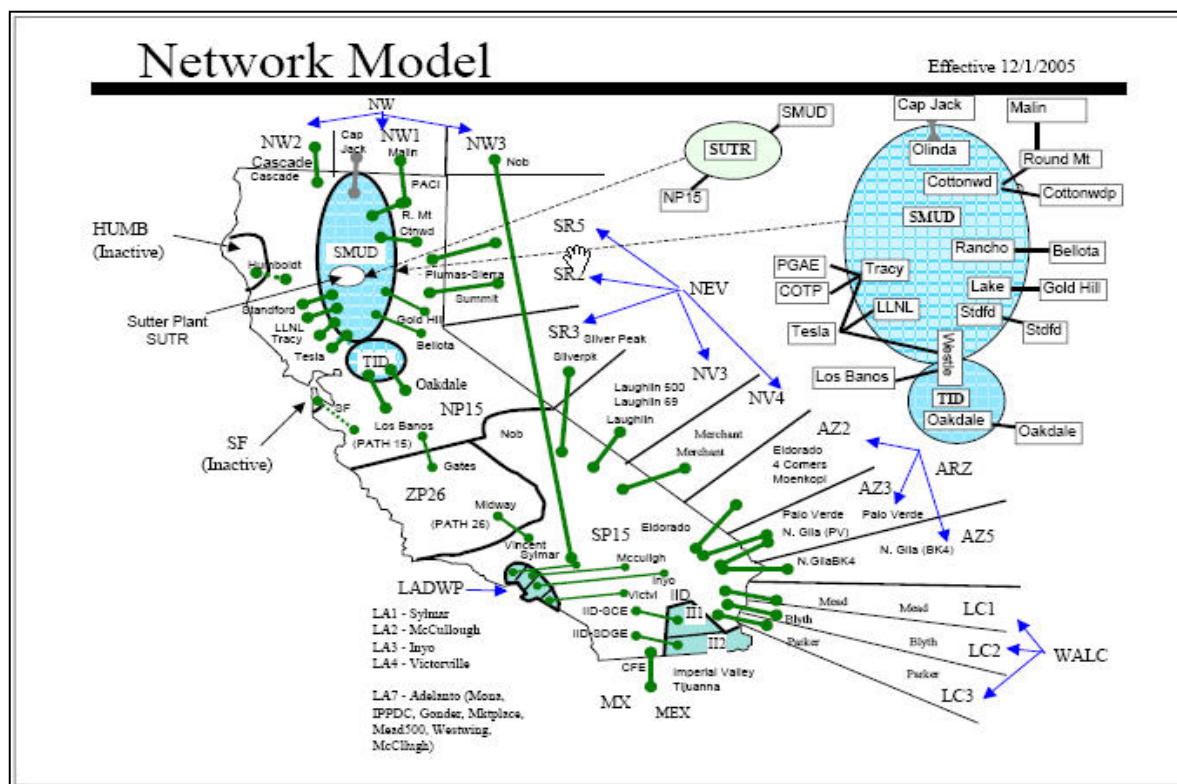 Network Model
Effective 12/1/2005
NW
NW2
Cascade
Cascade
Cap
Jack
NW1
Malin
NW3
Nob
PACI
R. Mt
Ctnwd
SMUD
HUMB
(Inactive)
Humboldt
Plumas-Sierra
Summit
Sutter Plant
SUTR
Standford
LLNL
Tracy
Tesla
Gold Hill
Bellota
TID
Oakdale
SF
SF
(Inactive)
NP15
Los Banos
(PATH 15)
Gates
Nob
ZP26
Midway
(PATH 26)
Vincent
Sylmar
SP15
SUTR
SMUD
NP15
SR5
SR3
Silver Peak
Silverpk
NEV
NV3
NV4
Laughlin 500
Laughlin 69
Laughlin
Merchant
Merchant
AZ2
Eldorado
4 Corners
Moenkopi
ARZ
AZ3
Palo Verde
Palo Verde
N. Gila (PV)
AZ5
N. Gila (BK4)
N.GilaBK4
Eldorado
Mccullgh
Inyo
Victvl
LADWP
LA1 - Sylmar
LA2 - McCullough
LA3 - Inyo
LA4 - Victorville
LA7 - Adelanto (Mona,
IPPDC, Gonder, Mktplace,
Mead500, Westwing,
McCllugh)
IID
IID-SCE
II1
IID-SDGE
II2
CFE
MX
MEX
Imperial Valley
Tijuanna
Mead
Mead
LC1
Blyth
Blyth
LC2
Parker
Parker
LC3
WALC
Cap Jack
Malin
Olinda
Round Mt
Cottonwd
Cottonwdp
SMUD
Rancho
Bellota
PGAE
COTP
Tracy
Lake
Gold Hill
LLNL
Stdfd
Stdfd
Tesla
Westle
Los Banos
TID
Oakdale
Oakdale